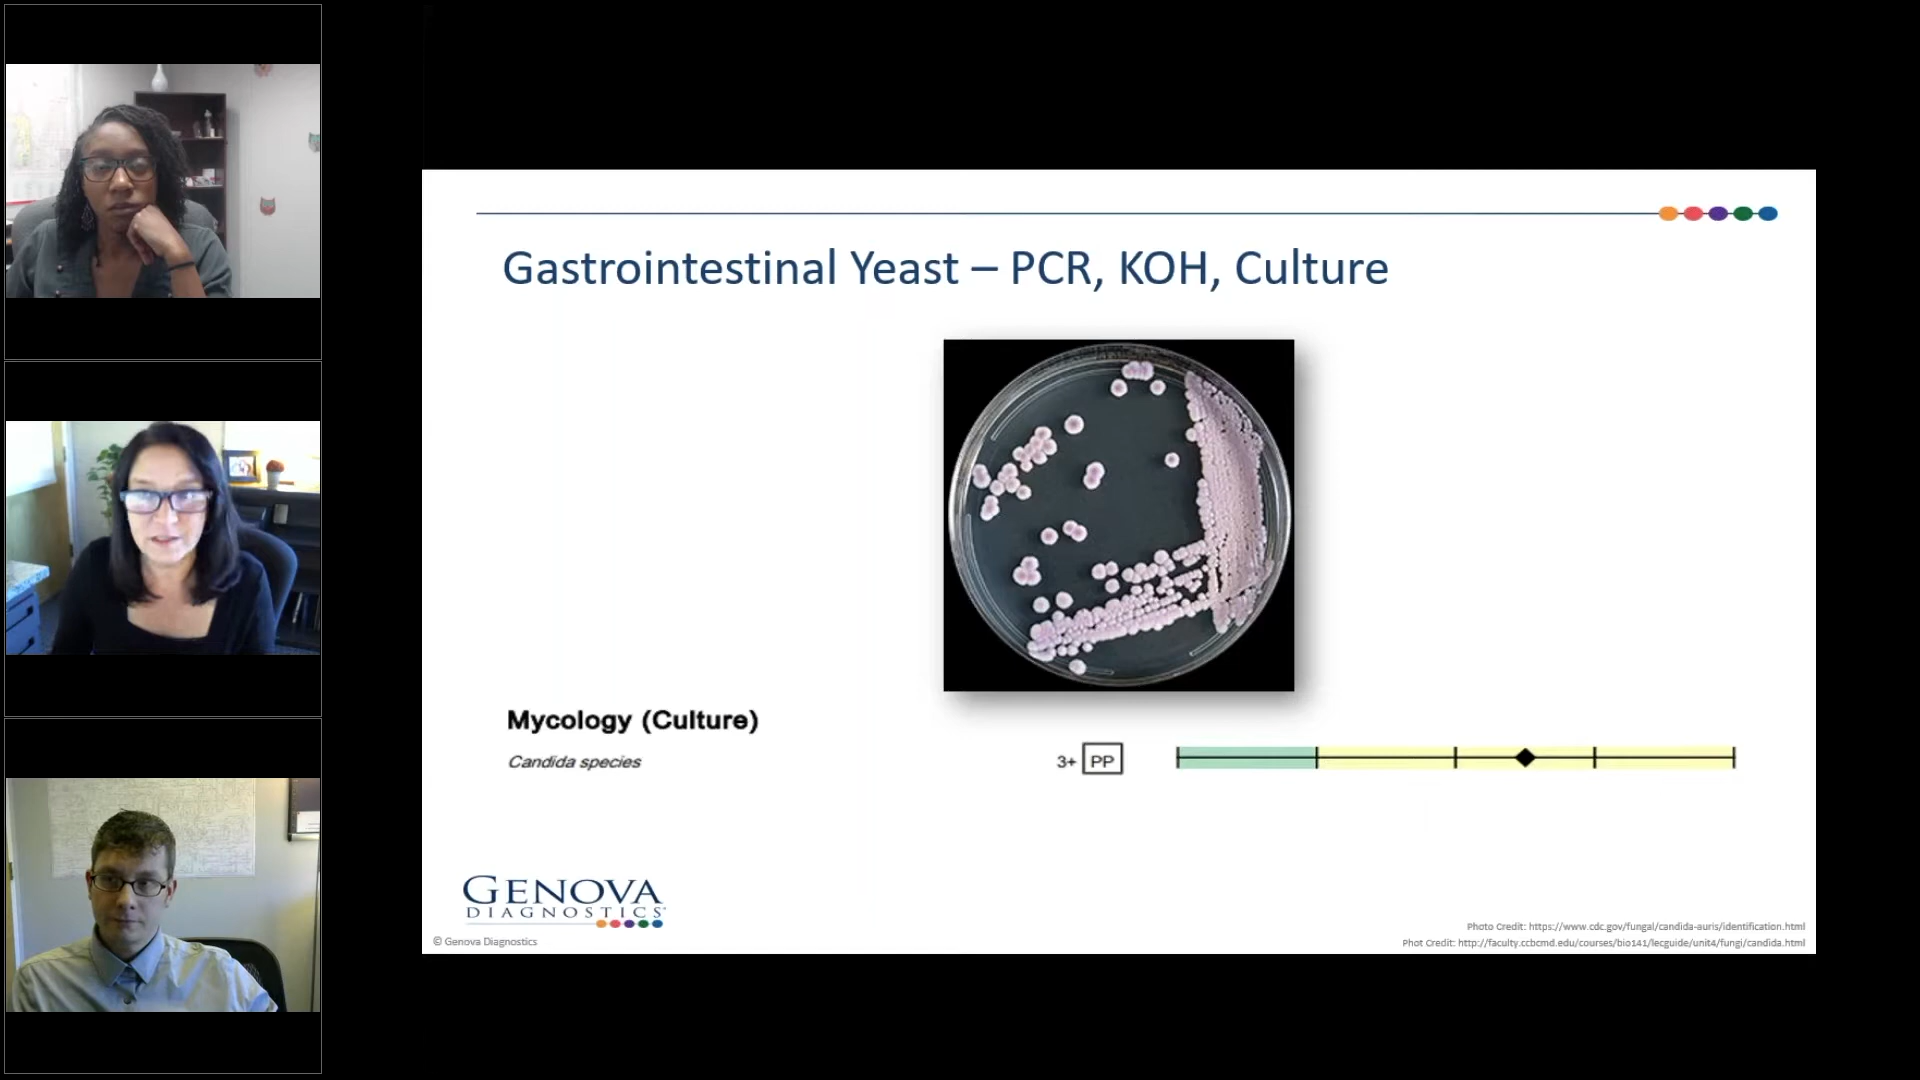 Gastrointestinal Yeast – PCR, KOH, Culture
Mycology (Culture)
Candida species
3+ PP
GENOVA
DIAGNOSTICS
© Genova Diagnostics
Photo Credit: https://www.cdc.gov/fungal/candida-auris/identification.html
Phot Credit: http://faculty.ccbcmd.edu/courses/bio141/lecguide/unit4/fungi/candida.html